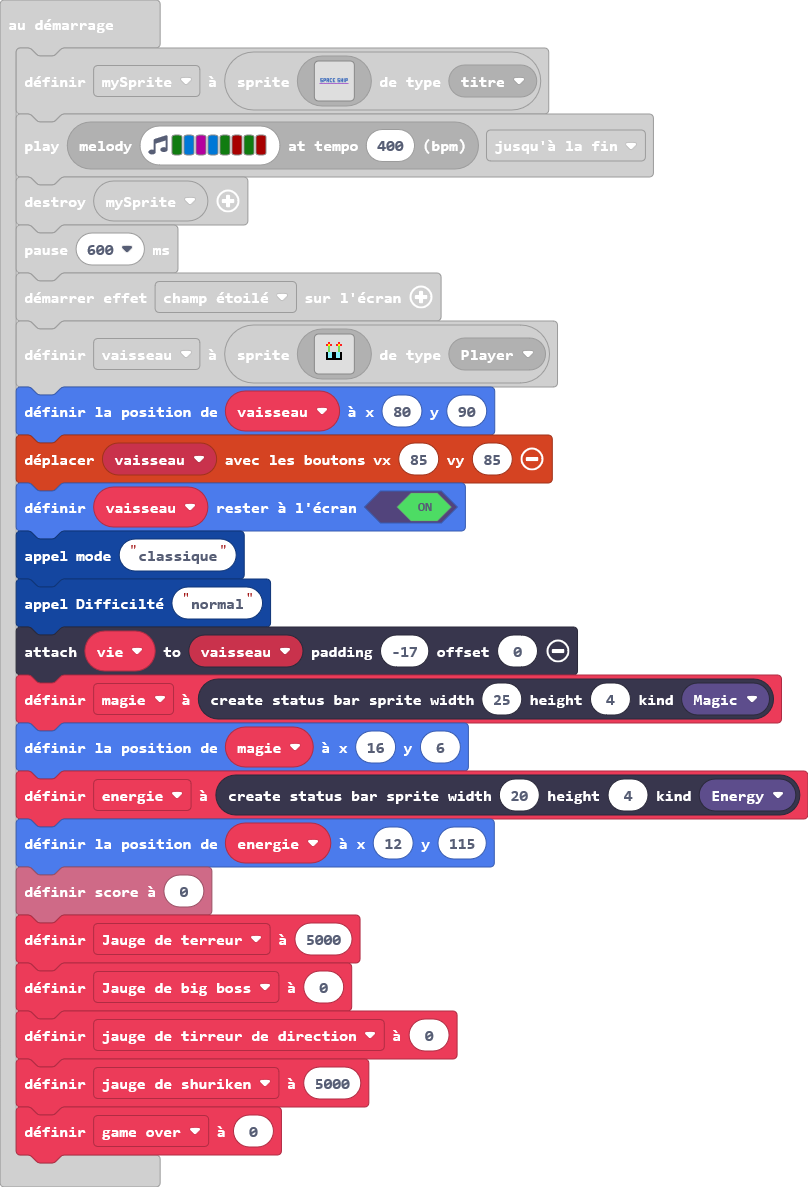 au démarrage
définir mySprite à sprite SPACE SHIP de type titre
play melody at tempo 400 (bpm) jusqu'à la fin
destroy mySprite
pause 600 ms
démarrer effet champ étoilé sur l'écran
définir vaisseau à sprite de type Player
définir la position de vaisseau à x 80 y 90
déplacer vaisseau avec les boutons vx 85 vy 85
définir vaisseau rester à l'écran ON
appel mode "classique"
appel Difficilté "normal"
attach vie to vaisseau padding -17 offset 0
définir magie à create status bar sprite width 25 height 4 kind Magic
définir la position de magie à x 16 y 6
définir energie à create status bar sprite width 20 height 4 kind Energy
définir la position de energie à x 12 y 115
définir score à 0
définir Jauge de terreur à 5000
définir Jauge de big boss à 0
définir jauge de tirreur de direction à 0
définir jauge de shuriken à 5000
définir game over à 0